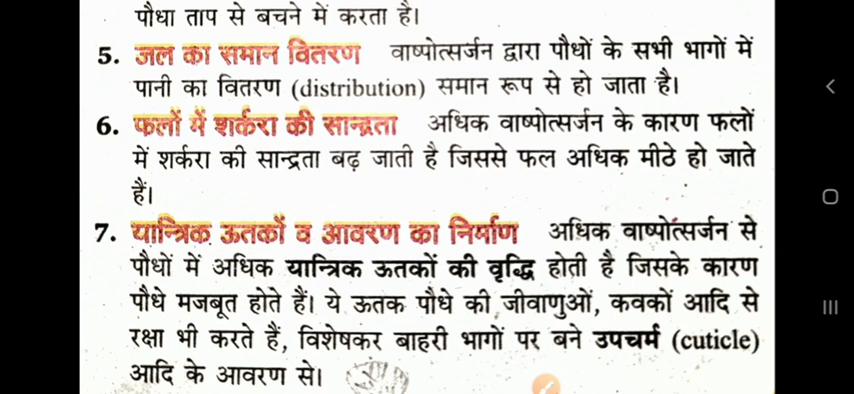 पौधा ताप से बचने में करता है।
5. जल का समान वितरण वाष्पोत्सर्जन द्वारा पौधों के सभी भागों में
पानी का वितरण (distribution) समान रूप से हो जाता है।
6. फलों में शर्करा की सान्द्रता अधिक वाष्पोत्सर्जन के कारण फलों
में शर्करा की सान्द्रता बढ़ जाती है जिससे फल अधिक मीठे हो जाते
हैं।
7. यान्त्रिक ऊतकों व आवरण का निर्माण अधिक वाष्पोत्सर्जन से
पौधों में अधिक यान्त्रिक ऊतकों की वृद्धि होती है जिसके कारण
पौधे मजबूत होते हैं। ये ऊतक पौधे की जीवाणुओं, कवकों आदि से
रक्षा भी करते हैं, विशेषकर बाहरी भागों पर बने उपचर्म (cuticle)
आदि के आवरण से।